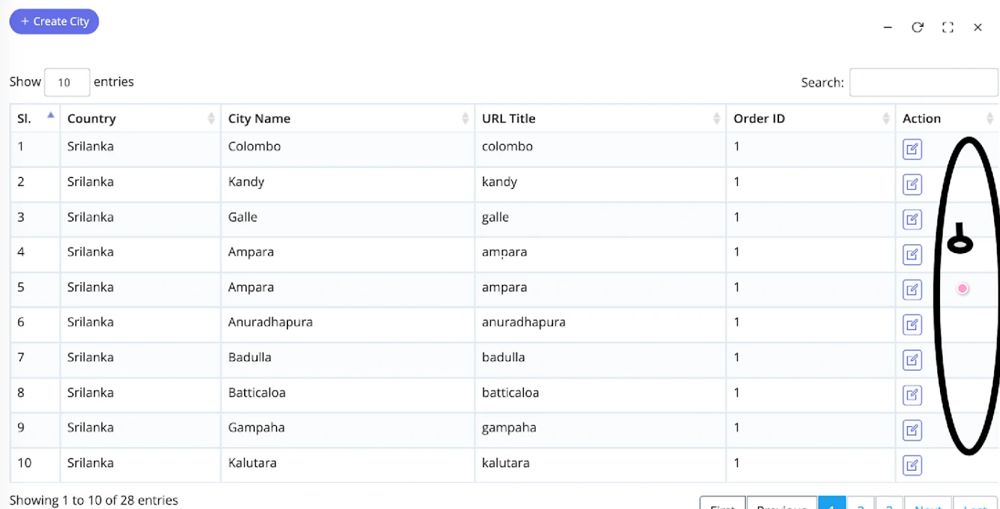 + Create City
Show 10 entries
Search:
Sl. Country City Name URL Title Order ID Action
1 Srilanka Colombo colombo 1
2 Srilanka Kandy kandy 1
3 Srilanka Galle galle 1
4 Srilanka Ampara ampara 1
5 Srilanka Ampara ampara 1
6 Srilanka Anuradhapura anuradhapura 1
7 Srilanka Badulla badulla 1
8 Srilanka Batticaloa batticaloa 1
9 Srilanka Gampaha gampaha 1
10 Srilanka Kalutara kalutara 1
Showing 1 to 10 of 28 entries
First Previous 1 2 3 Next Last